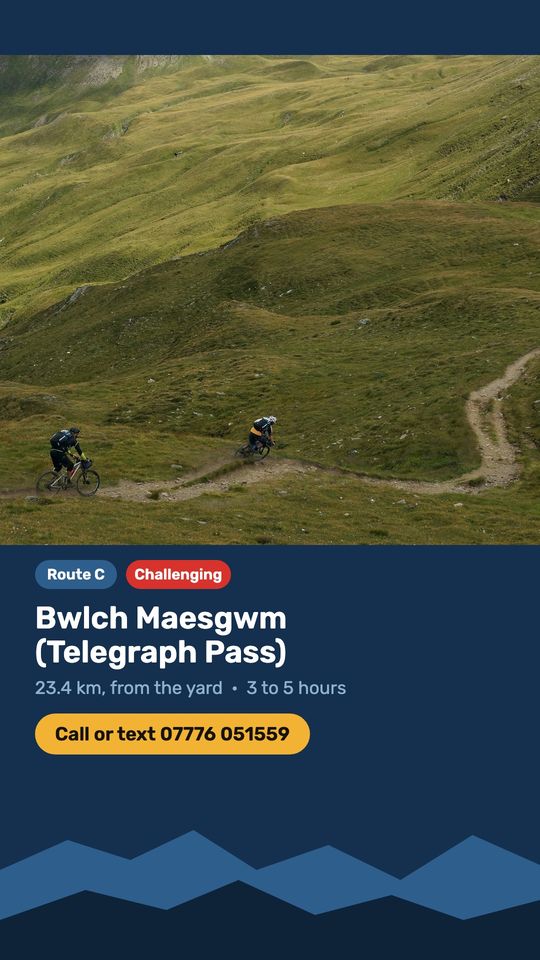 Route C
Challenging
Bwlch Maesgwm
(Telegraph Pass)
23.4 km, from the yard • 3 to 5 hours
Call or text 07776 051559